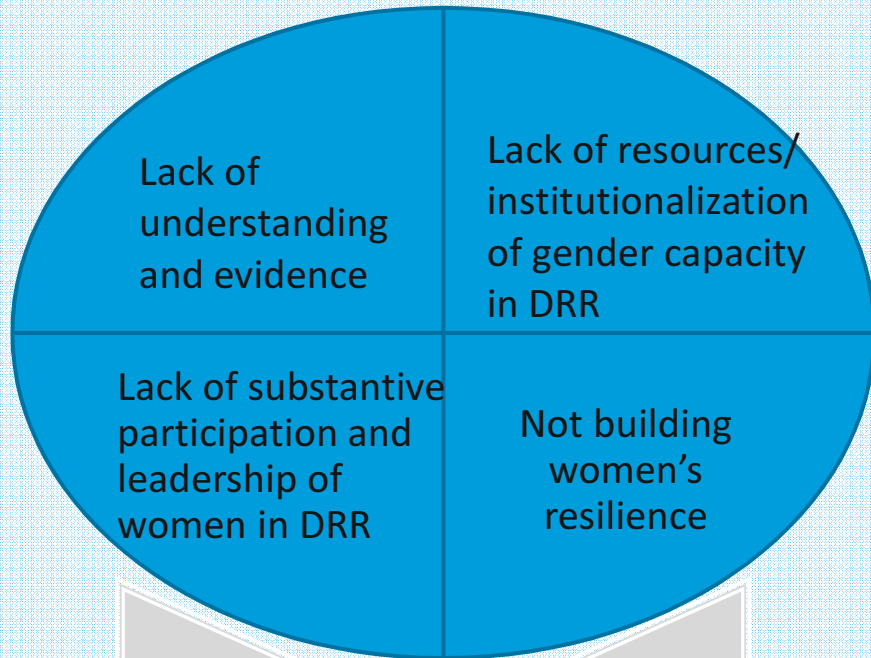 Lack of
understanding
and evidence
Lack of resources/
institutionalization
of gender capacity
in DRR
Lack of substantive
participation and
leadership of
women in DRR
Not building
women’s
resilience